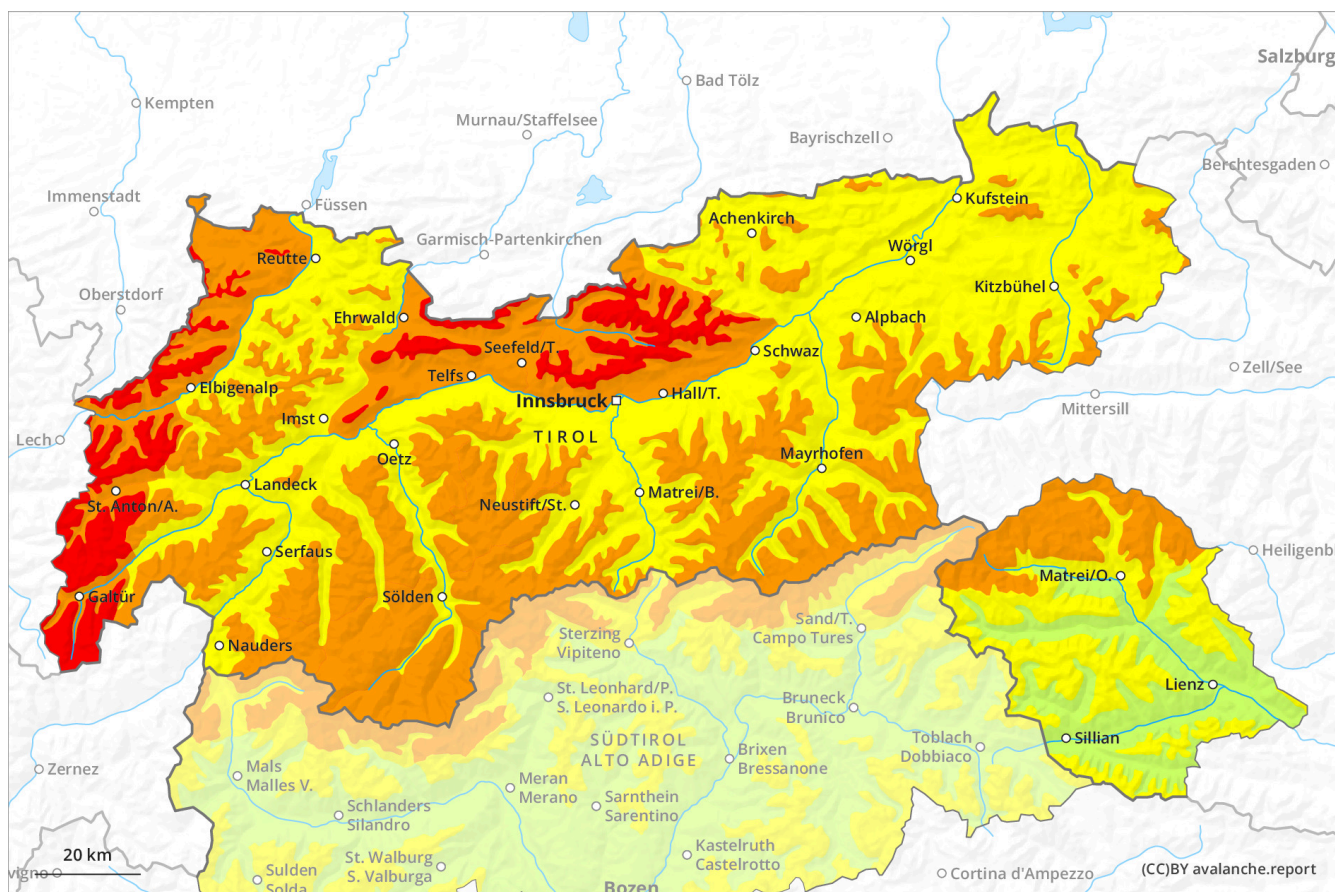 Salzburg
Bad Tölz
Kempten
Murnau/Staffelsee
Bayrischzell
Berchtesgaden
Immenstadt
Füssen
Kufstein
Achenkirch
Garmisch-Partenkirchen
Wörgl
Reutte
Kitzbühel
Oberstdorf
Ehrwald
Alpbach
Seefeld/T.
Schwaz
Zell/See
Telfs
Elbigenalp
Hall/T.
Innsbruck
Mittersill
Imst
Lech
TIROL
Oetz
Mayrhofen
Landeck
Matrei/B.
St. Anton/A.
Neustift/St.
Serfaus
Heiligenb
Matrei/O.
Galtür
Sölden
Sand/T.
Campo Tures
Sterzing
Vipiteno
Nauders
Lienz
St. Leonhard/P.
S. Leonardo i. P.
Bruneck
Brunico
SÜDTIROL
ALTO ADIGE
Toblach
Dobbiaco
Sillian
Brixen
Bressanone
Zernez
Mals
Malles V.
Meran
Merano
Sarnthein
Sarentino
Schlanders
Silandro
Kastelruth
Castelrotto
20 km
St. Walburg
S. Valburga
vigno
Sulden
Solda
Bozen
Cortina d'Ampezzo
(CC)BY avalanche.report